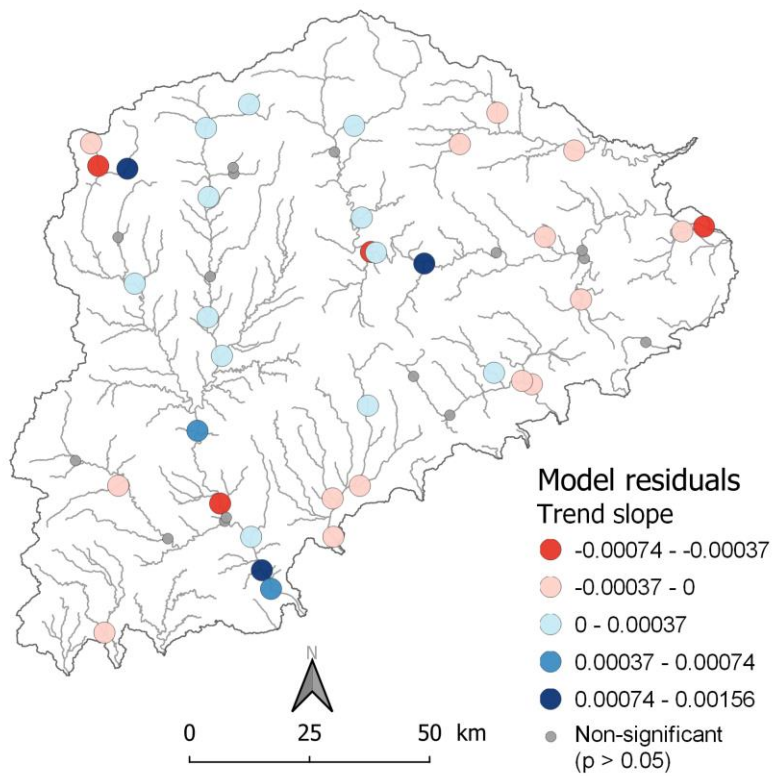 Model residuals
Trend slope
-0.00074 - -0.00037
-0.00037 - 0
0 - 0.00037
0.00037 - 0.00074
0.00074 - 0.00156
Non-significant
(p > 0.05)
N
0 25 50 km